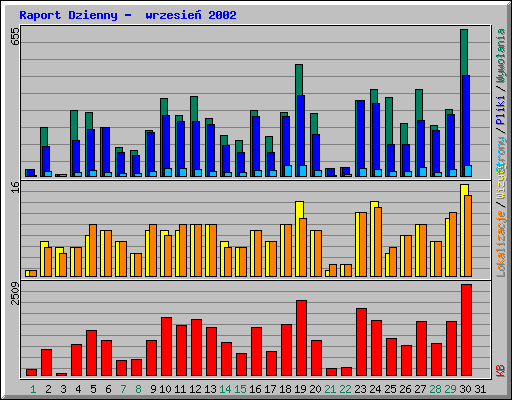 Raport Dzienny -  wrzesień 2002
655
16
2509
Lokalizacje / Strony / Pliki / Wywołania
KB
1 2 3 4 5 6 7 8 9 10 11 12 13 14 15 16 17 18 19 20 21 22 23 24 25 26 27 28 29 30 31